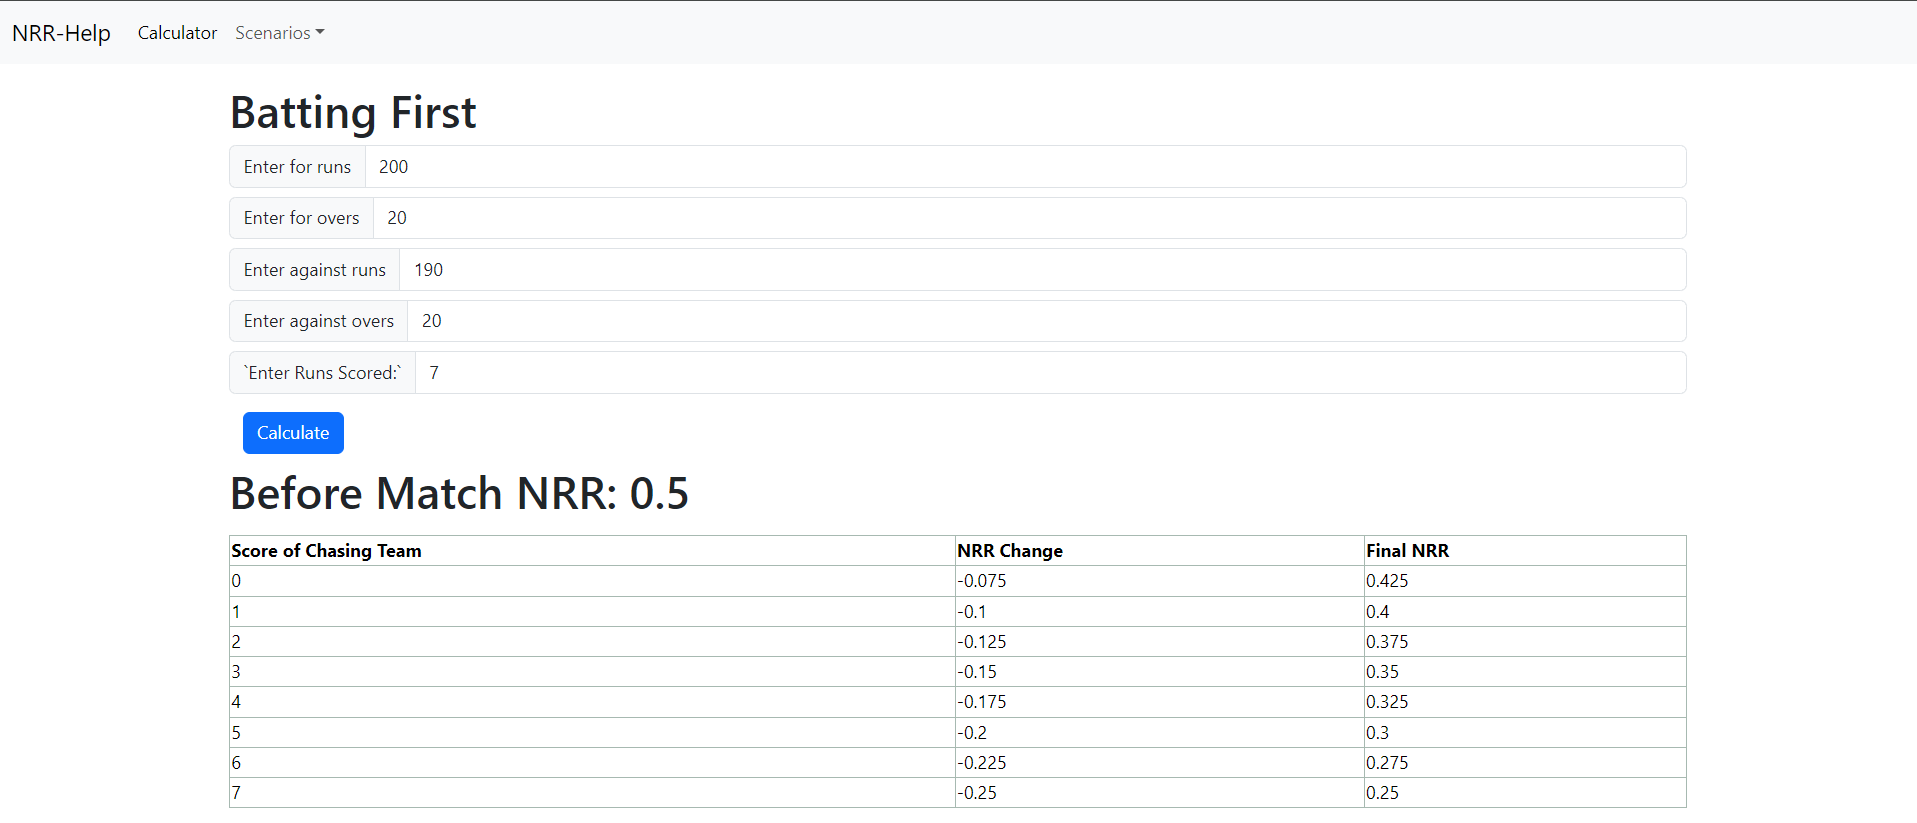 NRR-Help Calculator Scenarios
Batting First
Enter for runs 200
Enter for overs 20
Enter against runs 190
Enter against overs 20
`Enter Runs Scored:` 7
Calculate
Before Match NRR: 0.5
Score of Chasing Team NRR Change Final NRR
0 -0.075 0.425
1 -0.1 0.4
2 -0.125 0.375
3 -0.15 0.35
4 -0.175 0.325
5 -0.2 0.3
6 -0.225 0.275
7 -0.25 0.25